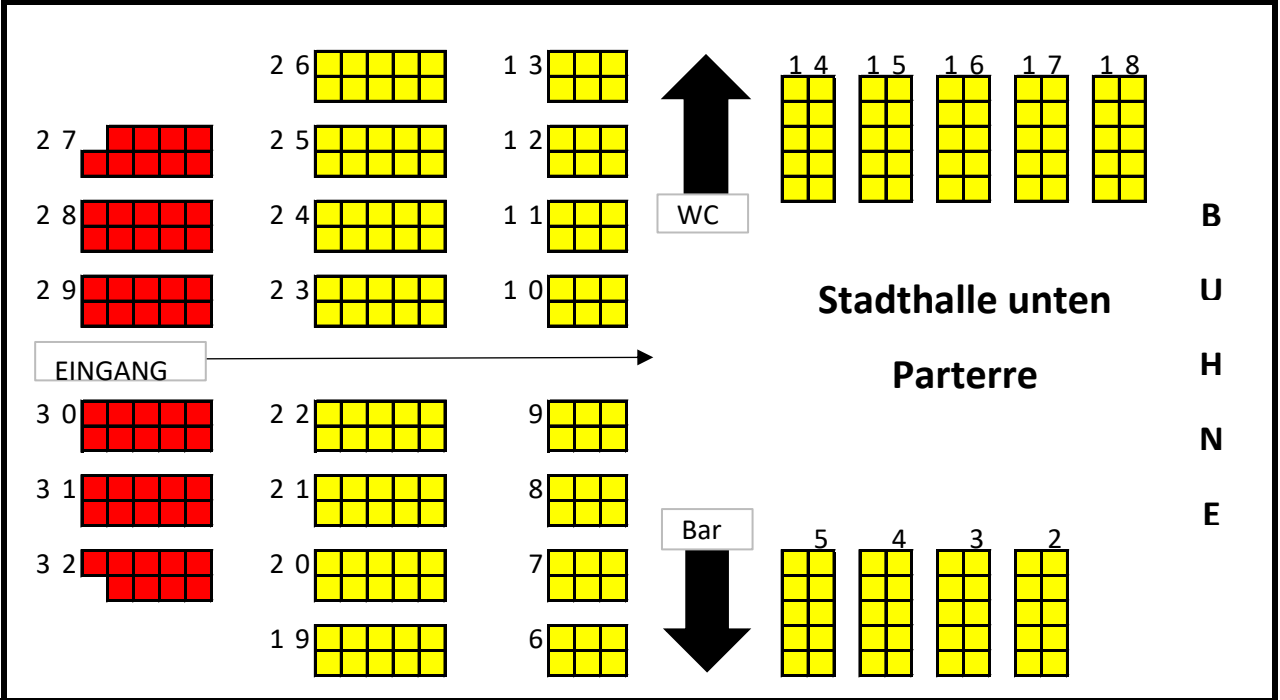 2 6 1 3 1 4 1 5 1 6 1 7 1 8
2 7 2 5 1 2
2 8 2 4 1 1 WC B
2 9 2 3 1 0 Stadthalle unten U
EINGANG Parterre H
3 0 2 2 9 N
3 1 2 1 8 E
Bar
3 2 2 0 7 5 4 3 2
1 9 6